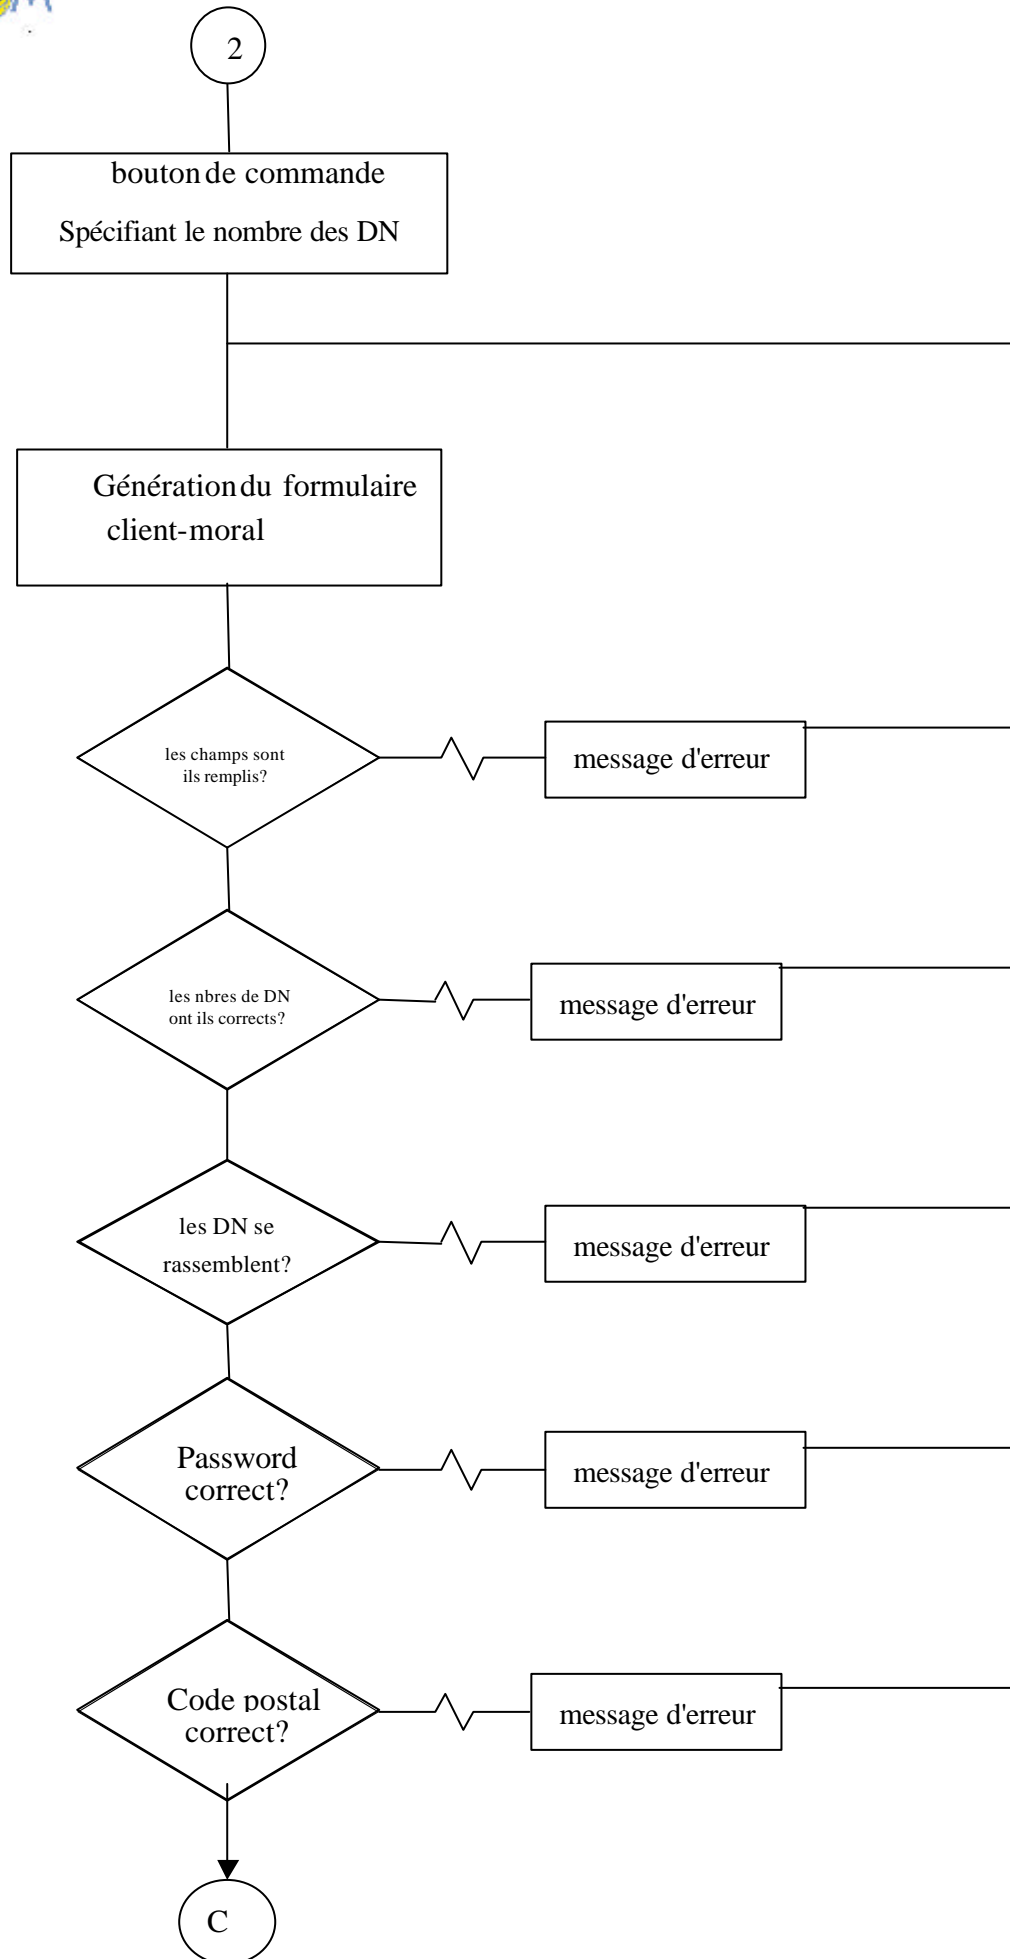 2
bouton de commande
Spécifiant le nombre des DN
Génération du formulaire
client-moral
les champs sont
ils remplis?
message d'erreur
les nbres de DN
ont ils corrects?
message d'erreur
les DN se
rassemblent?
message d'erreur
Password
correct?
message d'erreur
Code postal
correct?
message d'erreur
C